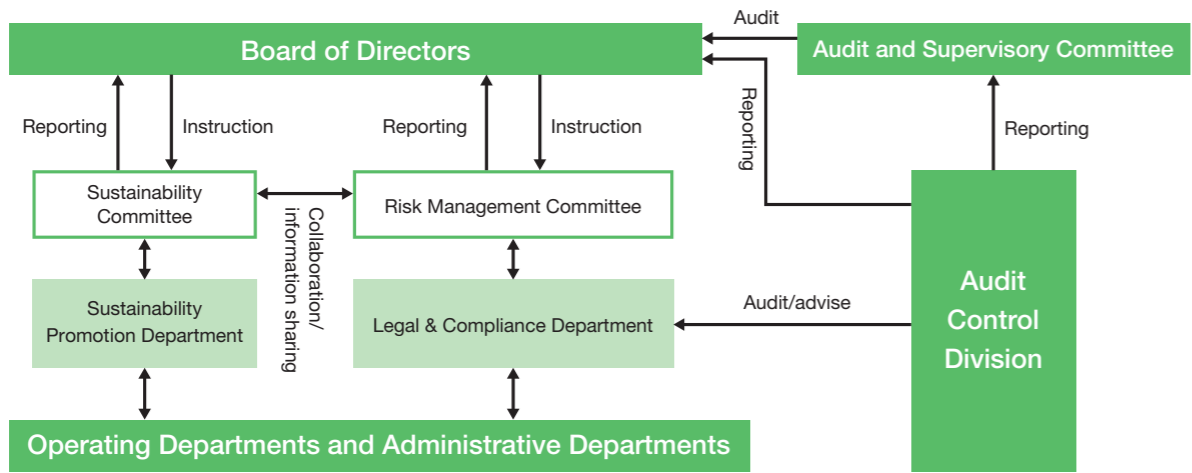 Audit
Board of Directors
Audit and Supervisory Committee
Reporting
Instruction
Reporting
Instruction
Reporting
Reporting
Sustainability
Committee
Collaboration/
information sharing
Risk Management Committee
Sustainability
Promotion Department
Legal & Compliance Department
Audit/advise
Audit
Control
Division
Operating Departments and Administrative Departments